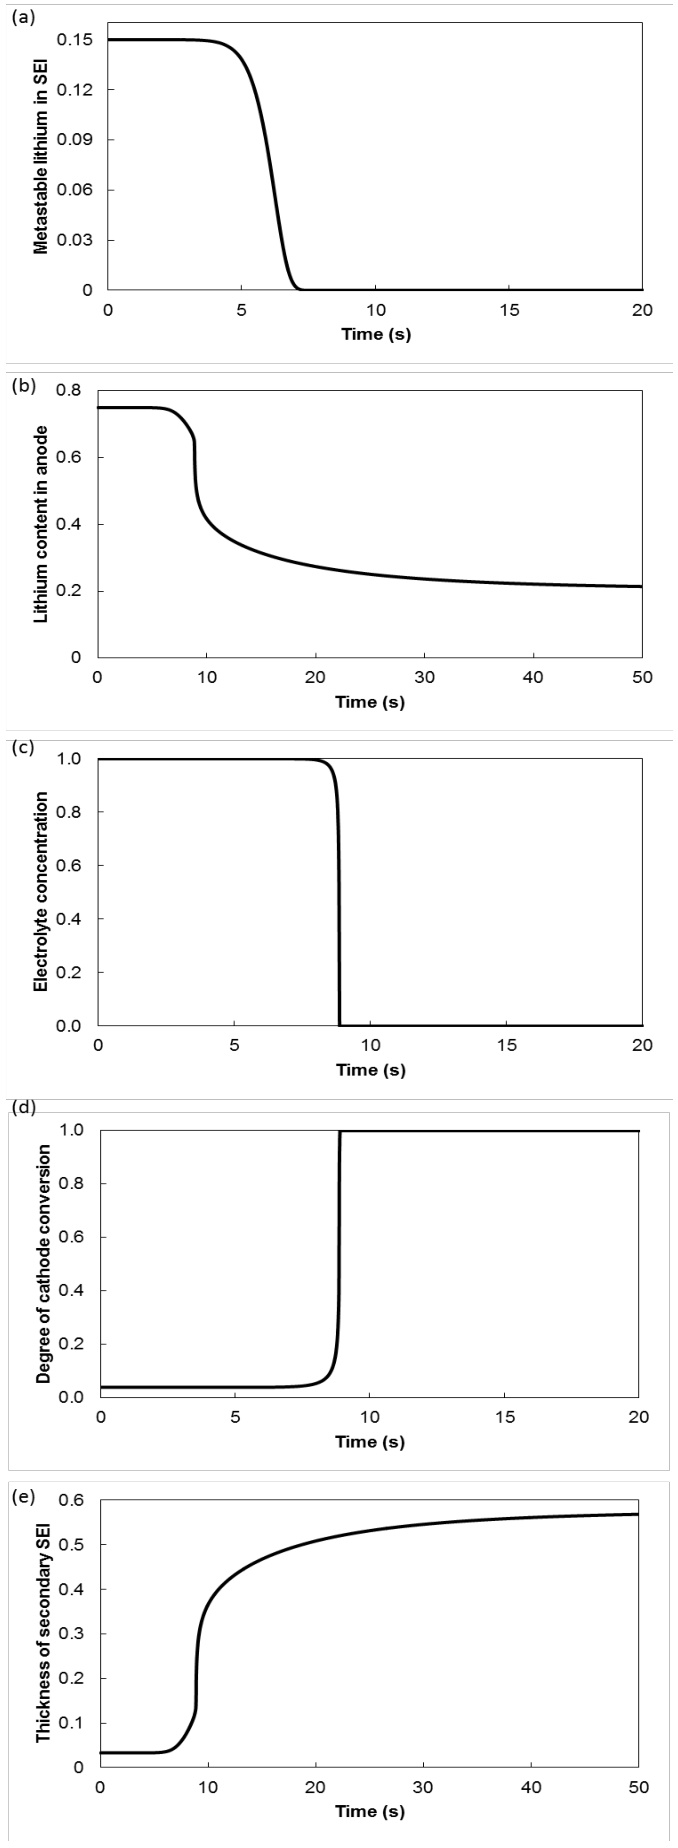 (a)
Metastable lithium in SEI
0.15
0.12
0.09
0.06
0.03
0
0 5 10 15 20
Time (s)
(b)
Lithium content in anode
0.8
0.6
0.4
0.2
0
0 10 20 30 40 50
Time (s)
(c)
Electrolyte concentration
1.0
0.8
0.6
0.4
0.2
0.0
0 5 10 15 20
Time (s)
(d)
Degree of cathode conversion
1.0
0.8
0.6
0.4
0.2
0.0
0 5 10 15 20
Time (s)
(e)
Thickness of secondary SEI
0.6
0.5
0.4
0.3
0.2
0.1
0
0 10 20 30 40 50
Time (s)